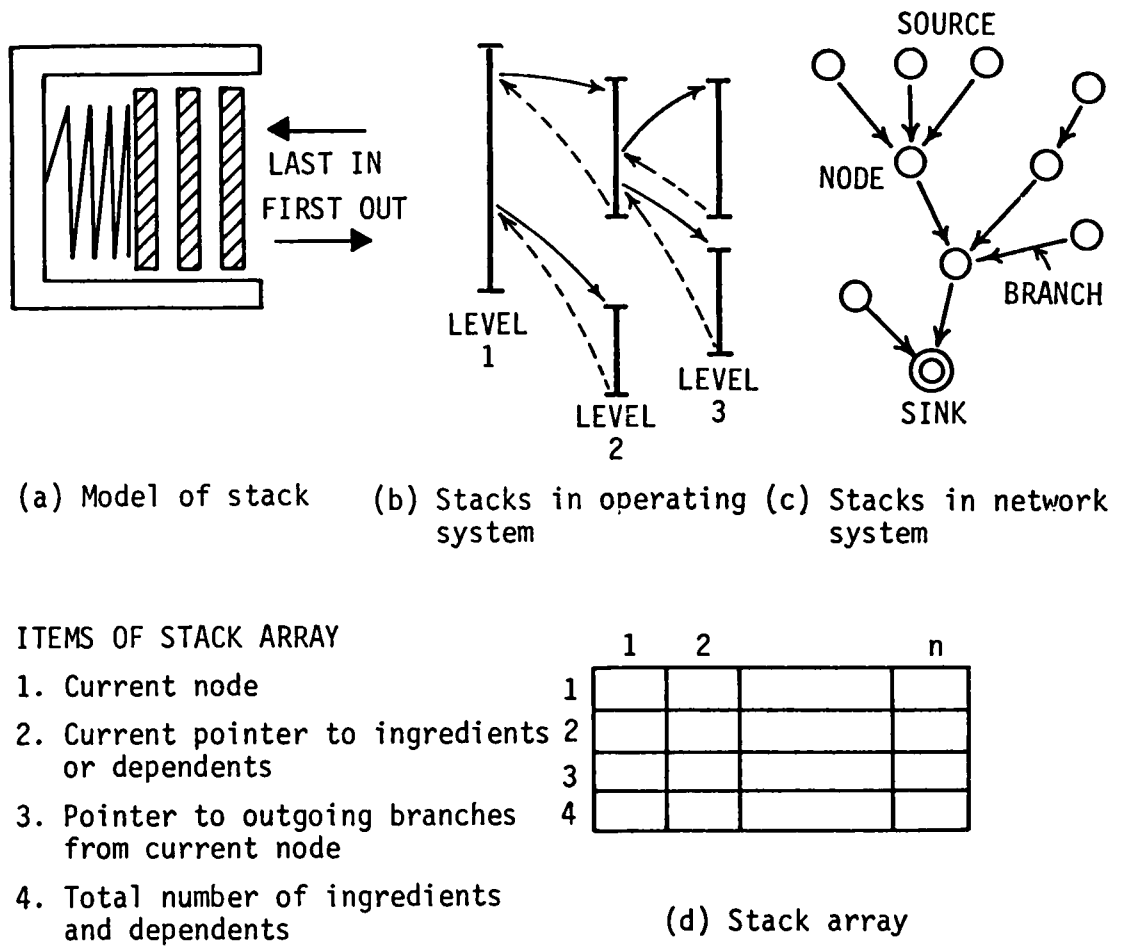 SOURCE
LAST IN
FIRST OUT
NODE
BRANCH
LEVEL
1
LEVEL
2
LEVEL
3
SINK
(a) Model of stack
(b) Stacks in operating
system
(c) Stacks in network
system
ITEMS OF STACK ARRAY
1. Current node
2. Current pointer to ingredients
or dependents
3. Pointer to outgoing branches
from current node
4. Total number of ingredients
and dependents
1 2 n
1
2
3
4
(d) Stack array